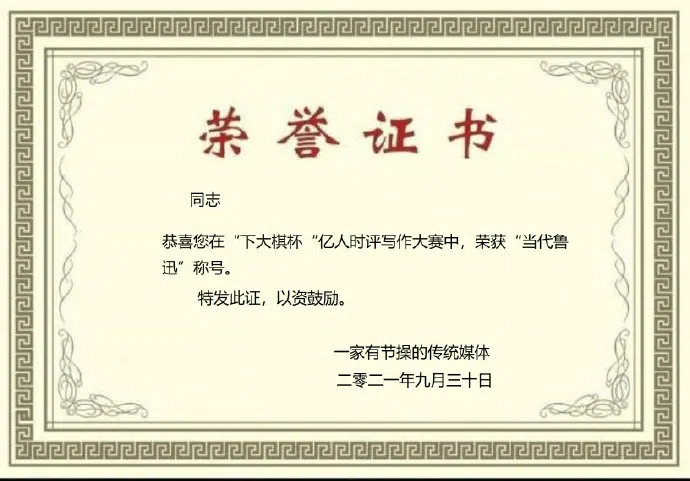 荣誉证书
同志
恭喜您在“下大棋杯“亿人时评写作大赛中，荣获“当代鲁
迅”称号。
特发此证，以资鼓励。
一家有节操的传统媒体
二零二一年九月三十日